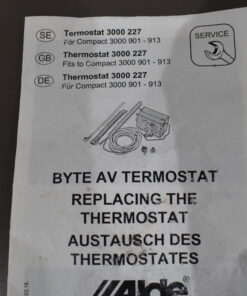 SE
Termostat 3000 227
För Compact 3000 901 - 913
SERVICE
GB
Thermostat 3000 227
Fits to Compact 3000 901 - 913
DE
Thermostat 3000 227
Für Compact 3000 901 - 913
BYTE AV TERMOSTAT
REPLACING THE
THERMOSTAT
AUSTAUSCH DES
THERMOSTATES
Alde®